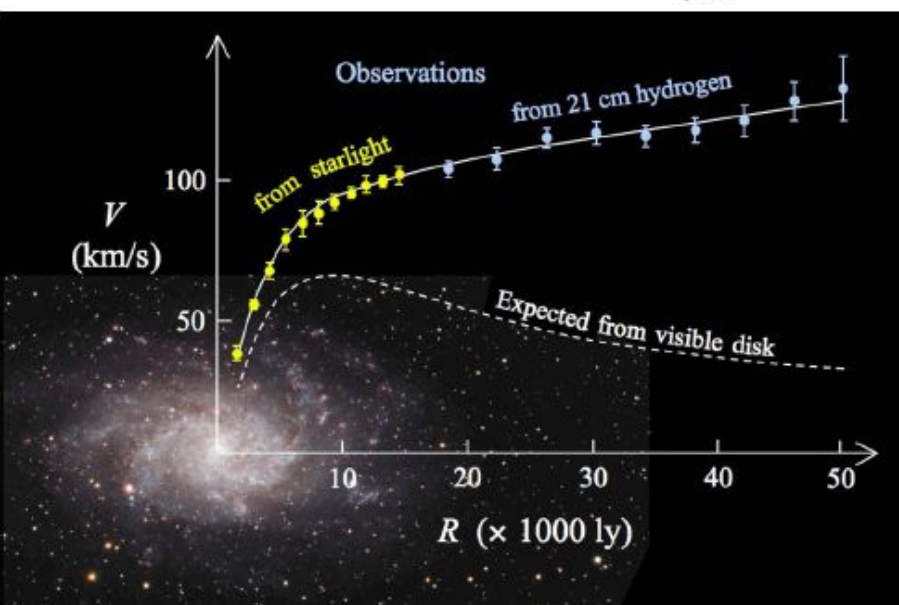 Observations
from 21 cm hydrogen
from starlight
100
V
(km/s)
50
Expected from visible disk
10
20
30
40
50
R (× 1000 ly)